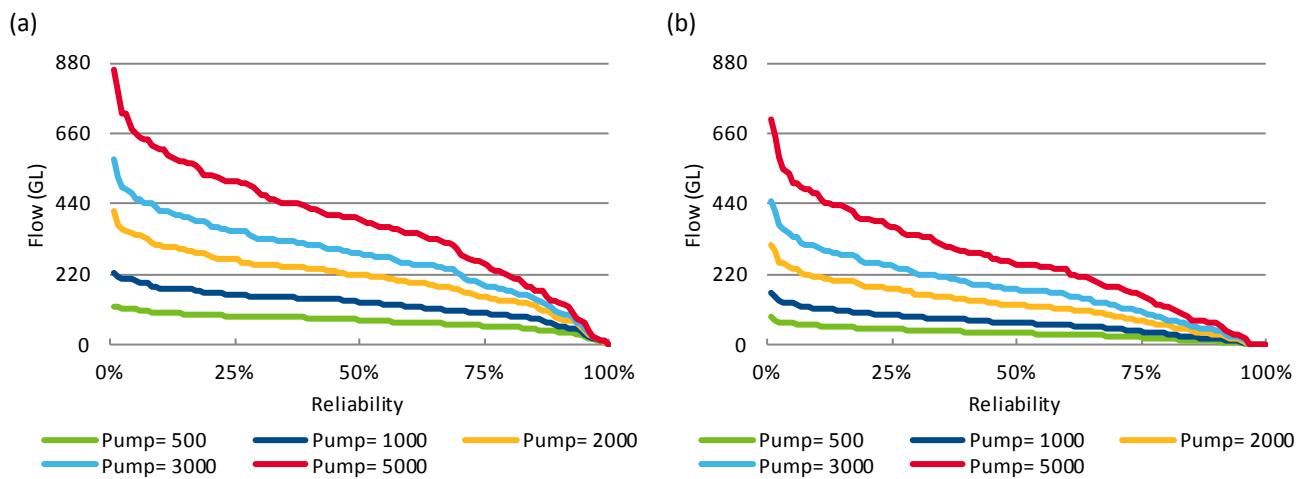 (a)
880
660
440
220
0
Flow (GL)
0% 25% 50% 75% 100%
Reliability
Pump= 500 Pump= 1000 Pump= 2000
Pump= 3000 Pump= 5000
(b)
880
660
440
220
0
Flow (GL)
0% 25% 50% 75% 100%
Reliability
Pump= 500 Pump= 1000 Pump= 2000
Pump= 3000 Pump= 5000